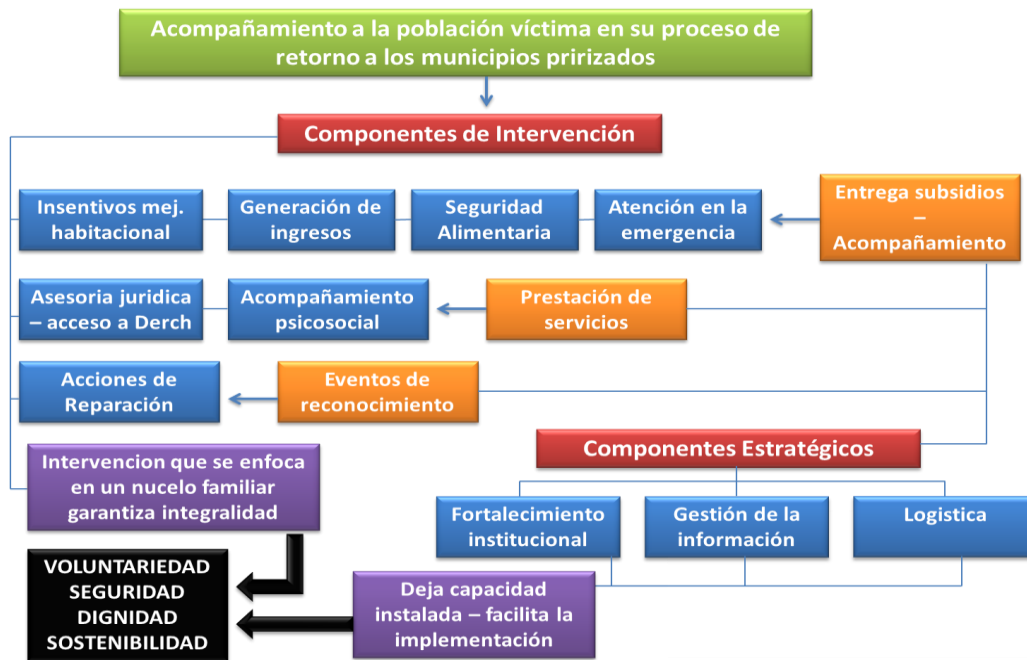 Acompañamiento a la población víctima en su proceso de
retorno a los municipios pririzados
Componentes de Intervención
Insentivos mej.
habitacional
Generación de
ingresos
Seguridad
Alimentaria
Atención en la
emergencia
Entrega subsidios
–
Acompañamiento
Asesoria juridica
– acceso a Derch
Acompañamiento
psicosocial
Prestación de
servicios
Acciones de
Reparación
Eventos de
reconocimiento
Componentes Estratégicos
Intervencion que se enfoca
en un nucelo familiar
garantiza integralidad
Fortalecimiento
institucional
Gestión de la
información
Logistica
VOLUNTARIEDAD
SEGURIDAD
DIGNIDAD
SOSTENIBILIDAD
Deja capacidad
instalada – facilita la
implementación